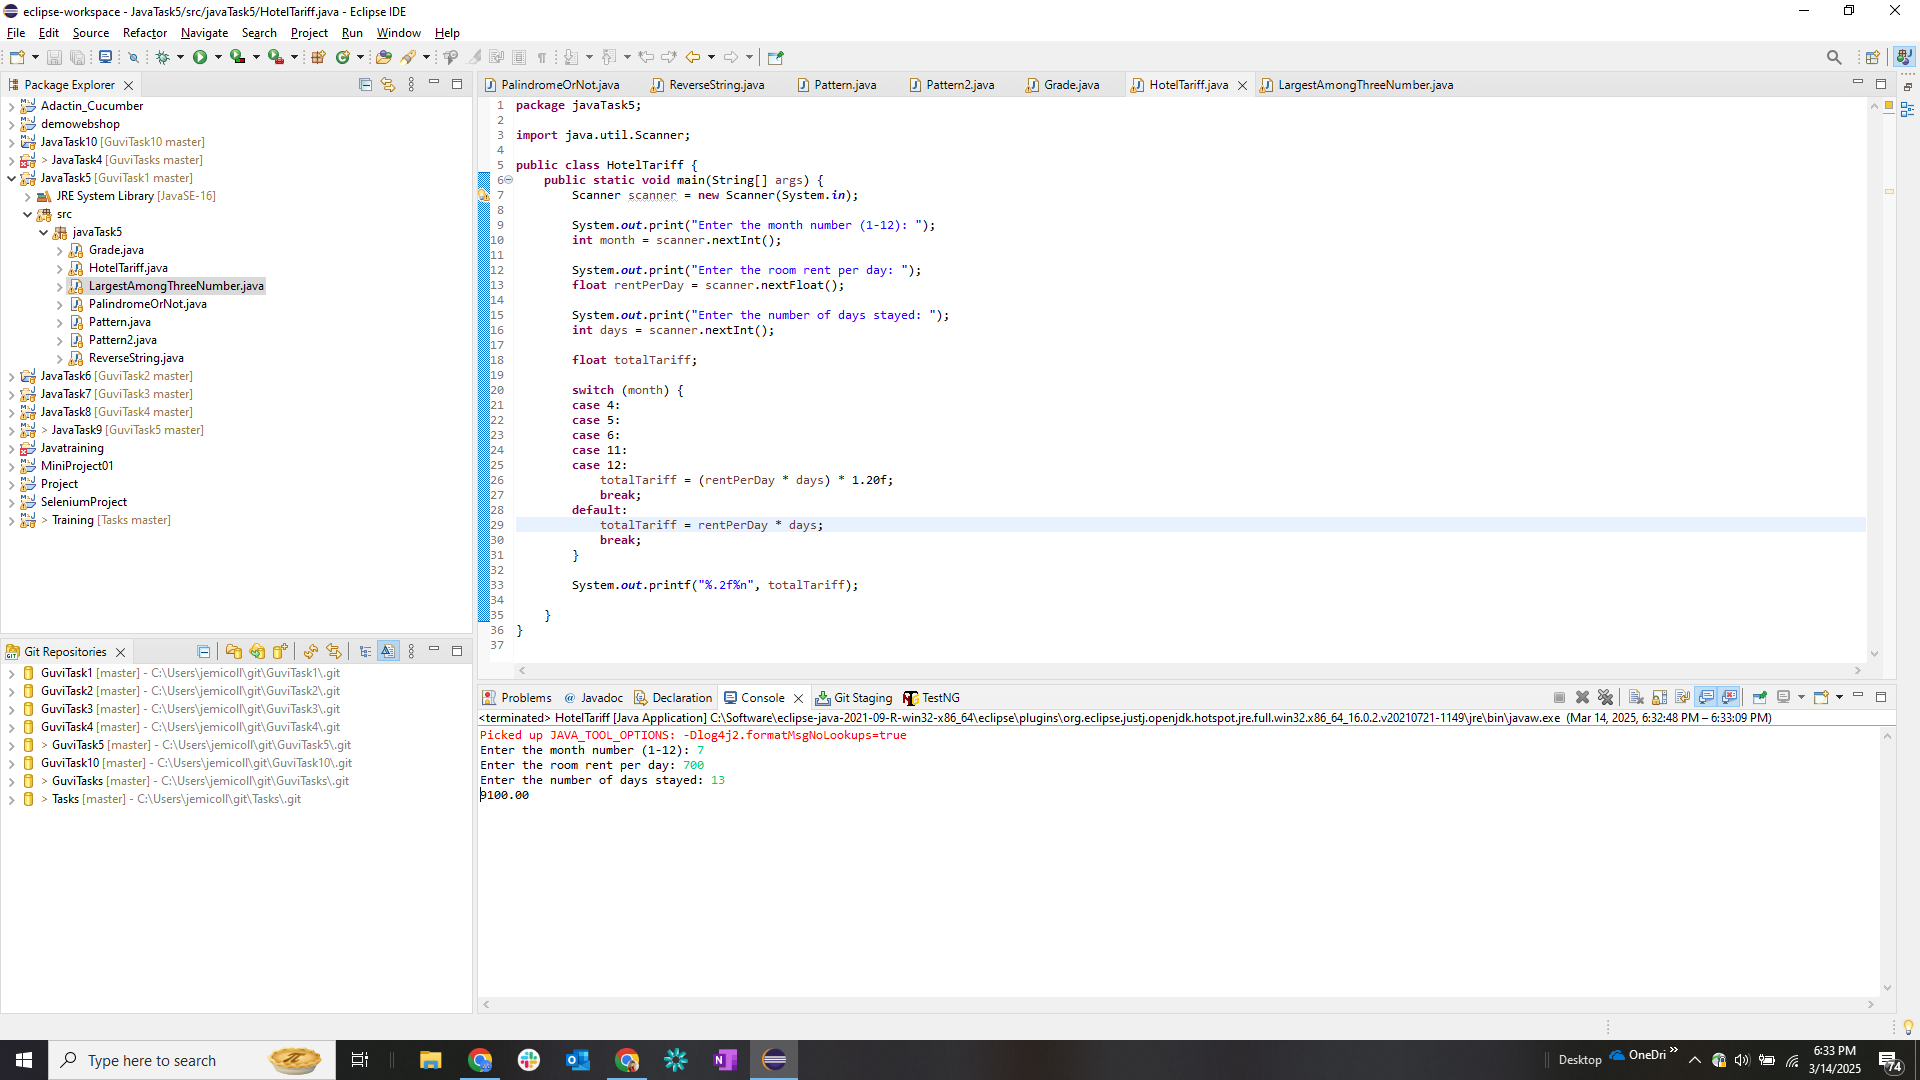 eclipse-workspace - JavaTask5/src/javaTask5/HotelTariff.java - Eclipse IDE
File Edit Source Refactor Navigate Search Project Run Window Help
Package Explorer
Adactin_Cucumber
demowebshop
JavaTask10 [GuviTask10 master]
> JavaTask4 [GuviTasks master]
JavaTask5 [GuviTask1 master]
JRE System Library [JavaSE-16]
src
javaTask5
Grade.java
HotelTariff.java
LargestAmongThreeNumber.java
PalindromeOrNot.java
Pattern.java
Pattern2.java
ReverseString.java
JavaTask6 [GuviTask2 master]
JavaTask7 [GuviTask3 master]
JavaTask8 [GuviTask4 master]
> JavaTask9 [GuviTask5 master]
Javatraining
MiniProject01
Project
SeleniumProject
> Training [Tasks master]
Git Repositories
GuviTask1 [master] - C:\Users\jemicoll\git\GuviTask1\.git
GuviTask2 [master] - C:\Users\jemicoll\git\GuviTask2\.git
GuviTask3 [master] - C:\Users\jemicoll\git\GuviTask3\.git
GuviTask4 [master] - C:\Users\jemicoll\git\GuviTask4\.git
> GuviTask5 [master] - C:\Users\jemicoll\git\GuviTask5\.git
GuviTask10 [master] - C:\Users\jemicoll\git\GuviTask10\.git
> GuviTasks [master] - C:\Users\jemicoll\git\GuviTasks\.git
> Tasks [master] - C:\Users\jemicoll\git\Tasks\.git
PalindromeOrNot.java ReverseString.java Pattern.java Pattern2.java Grade.java HotelTariff.java LargestAmongThreeNumber.java
1 package javaTask5;
2
3 import java.util.Scanner;
4
5 public class HotelTariff {
6 public static void main(String[] args) {
7 Scanner scanner = new Scanner(System.in);
8
9 System.out.print("Enter the month number (1-12): ");
10 int month = scanner.nextInt();
11
12 System.out.print("Enter the room rent per day: ");
13 float rentPerDay = scanner.nextFloat();
14
15 System.out.print("Enter the number of days stayed: ");
16 int days = scanner.nextInt();
17
18 float totalTariff;
19
20 switch (month) {
21 case 4:
22 case 5:
23 case 6:
24 case 11:
25 case 12:
26 totalTariff = (rentPerDay * days) * 1.20f;
27 break;
28 default:
29 totalTariff = rentPerDay * days;
30 break;
31 }
32
33 System.out.printf("%.2f%n", totalTariff);
34
35 }
36 }
37
Problems @ Javadoc Declaration Console Git Staging TestNG
<terminated> HotelTariff [Java Application] C:\Software\eclipse-java-2021-09-R-win32-x86_64\eclipse\plugins\org.eclipse.justj.openjdk.hotspot.jre.full.win32.x86_64_16.0.2.v20210721-1149\jre\bin\javaw.exe (Mar 14, 2025, 6:32:48 PM – 6:33:09 PM)
Picked up JAVA_TOOL_OPTIONS: -Dlog4j2.formatMsgNoLookups=true
Enter the month number (1-12): 7
Enter the room rent per day: 700
Enter the number of days stayed: 13
9100.00
Type here to search
Desktop
OneDri
6:33 PM
3/14/2025
74